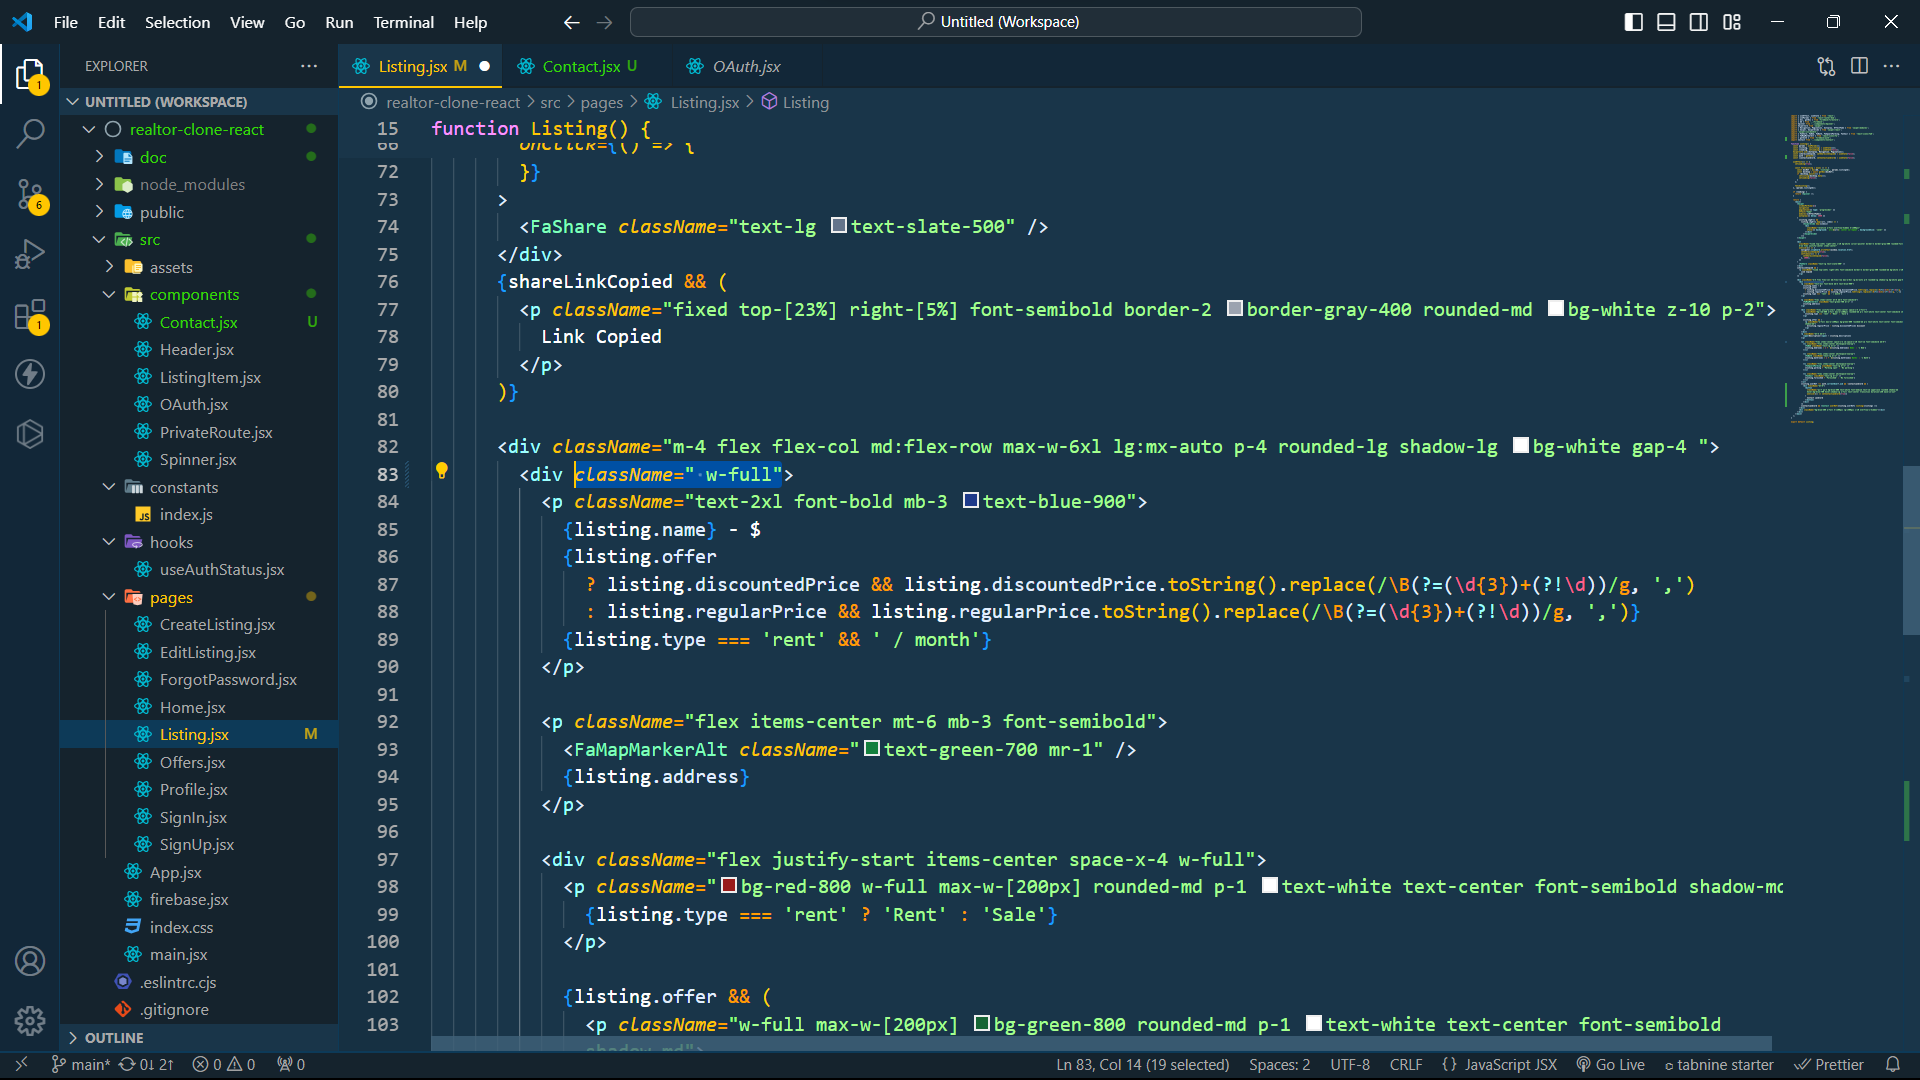 File Edit Selection View Go Run Terminal Help
Untitled (Workspace)
EXPLORER
UNTITLED (WORKSPACE)
realtor-clone-react
doc
node_modules
public
src
assets
components
Contact.jsx U
Header.jsx
ListingItem.jsx
OAuth.jsx
PrivateRoute.jsx
Spinner.jsx
constants
index.js
hooks
useAuthStatus.jsx
pages
CreateListing.jsx
EditListing.jsx
ForgotPassword.jsx
Home.jsx
Listing.jsx M
Offers.jsx
Profile.jsx
SignIn.jsx
SignUp.jsx
App.jsx
firebase.jsx
index.css
main.jsx
.eslintrc.cjs
.gitignore
OUTLINE
1
6
1
Listing.jsx M
Contact.jsx U
OAuth.jsx
realtor-clone-react > src > pages > Listing.jsx > Listing
15 function Listing() {
66 onClick={() => {
72 }}
73 >
74 <FaShare className="text-lg text-slate-500" />
75 </div>
76 {shareLinkCopied && (
77 <p className="fixed top-[23%] right-[5%] font-semibold border-2 border-gray-400 rounded-md bg-white z-10 p-2">
78 Link Copied
79 </p>
80 )}
81
82 <div className="m-4 flex flex-col md:flex-row max-w-6xl lg:mx-auto p-4 rounded-lg shadow-lg bg-white gap-4 ">
83 <div className=" w-full">
84 <p className="text-2xl font-bold mb-3 text-blue-900">
85 {listing.name} - $
86 {listing.offer
87 ? listing.discountedPrice && listing.discountedPrice.toString().replace(/\B(?=(\d{3})+(?!\d))/g, ',')
88 : listing.regularPrice && listing.regularPrice.toString().replace(/\B(?=(\d{3})+(?!\d))/g, ',')}
89 {listing.type === 'rent' && ' / month'}
90 </p>
91
92 <p className="flex items-center mt-6 mb-3 font-semibold">
93 <FaMapMarkerAlt className="text-green-700 mr-1" />
94 {listing.address}
95 </p>
96
97 <div className="flex justify-start items-center space-x-4 w-full">
98 <p className="bg-red-800 w-full max-w-[200px] rounded-md p-1 text-white text-center font-semibold shadow-md
99 {listing.type === 'rent' ? 'Rent' : 'Sale'}
100 </p>
101
102 {listing.offer && (
103 <p className="w-full max-w-[200px] bg-green-800 rounded-md p-1 text-white text-center font-semibold
shadow-md">
main* 0↓ 2↑ 0 0 0
Ln 83, Col 14 (19 selected) Spaces: 2 UTF-8 CRLF {} JavaScript JSX Go Live tabnine starter Prettier